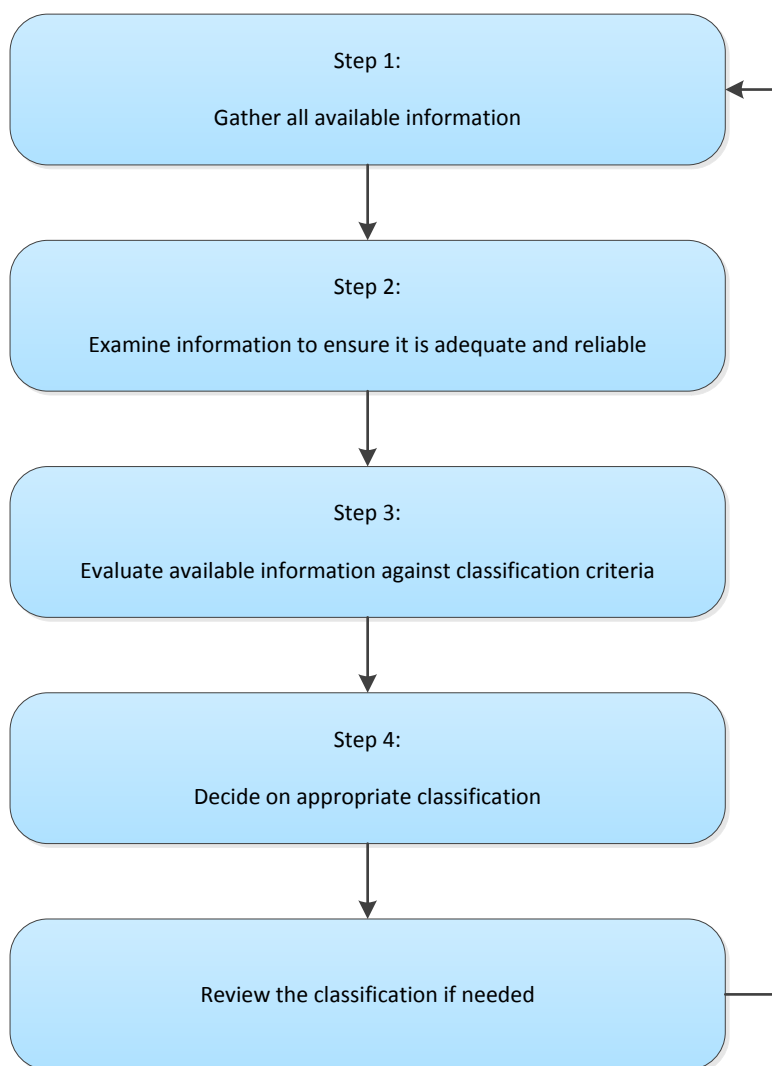 Step 1:
Gather all available information
Step 2:
Examine information to ensure it is adequate and reliable
Step 3:
Evaluate available information against classification criteria
Step 4:
Decide on appropriate classification
Review the classification if needed